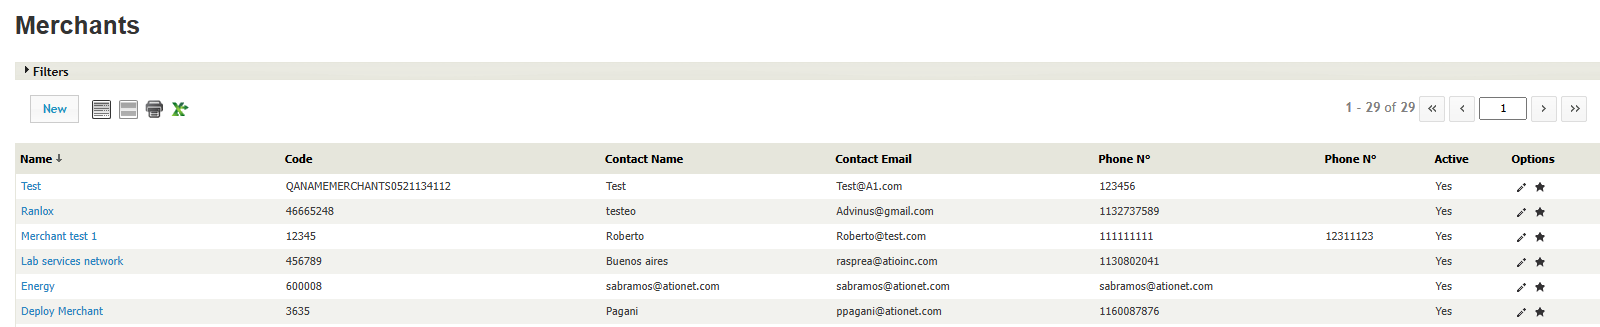 Merchants
Filters
New
1 - 29 of 29 « ‹ 1 › »
Name ↓ Code Contact Name Contact Email Phone N° Phone N° Active Options
Test QANAMEMERCHANTS0521134112 Test Test@A1.com 123456 Yes
Ranlox 46665248 testeo Advinus@gmail.com 1132737589 Yes
Merchant test 1 12345 Roberto Roberto@test.com 111111111 12311123 Yes
Lab services network 456789 Buenos aires rasprea@atioinc.com 1130802041 Yes
Energy 600008 sabramos@ationet.com sabramos@ationet.com sabramos@ationet.com Yes
Deploy Merchant 3635 Pagani ppagani@ationet.com 1160087876 Yes